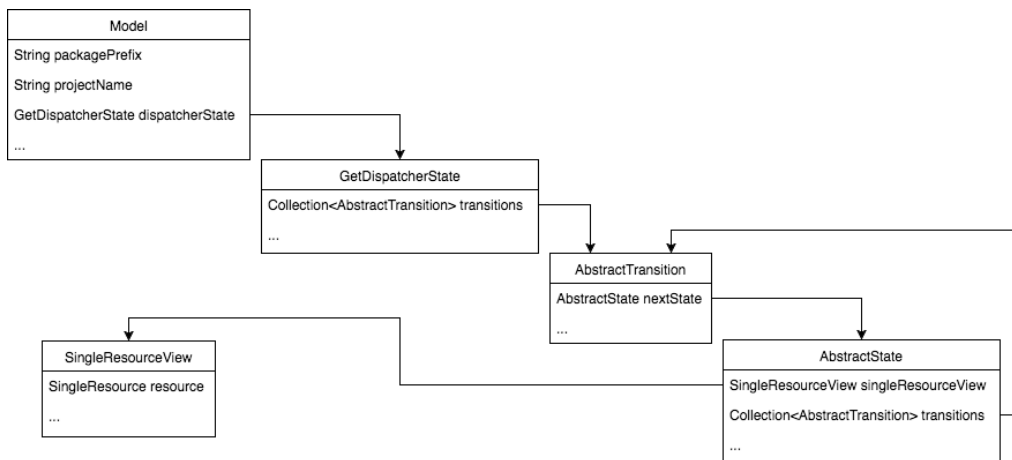 Model
String packagePrefix
String projectName
GetDispatcherState dispatcherState
...
GetDispatcherState
Collection<AbstractTransition> transitions
...
AbstractTransition
AbstractState nextState
...
SingleResourceView
SingleResource resource
...
AbstractState
SingleResourceView singleResourceView
Collection<AbstractTransition> transitions
...